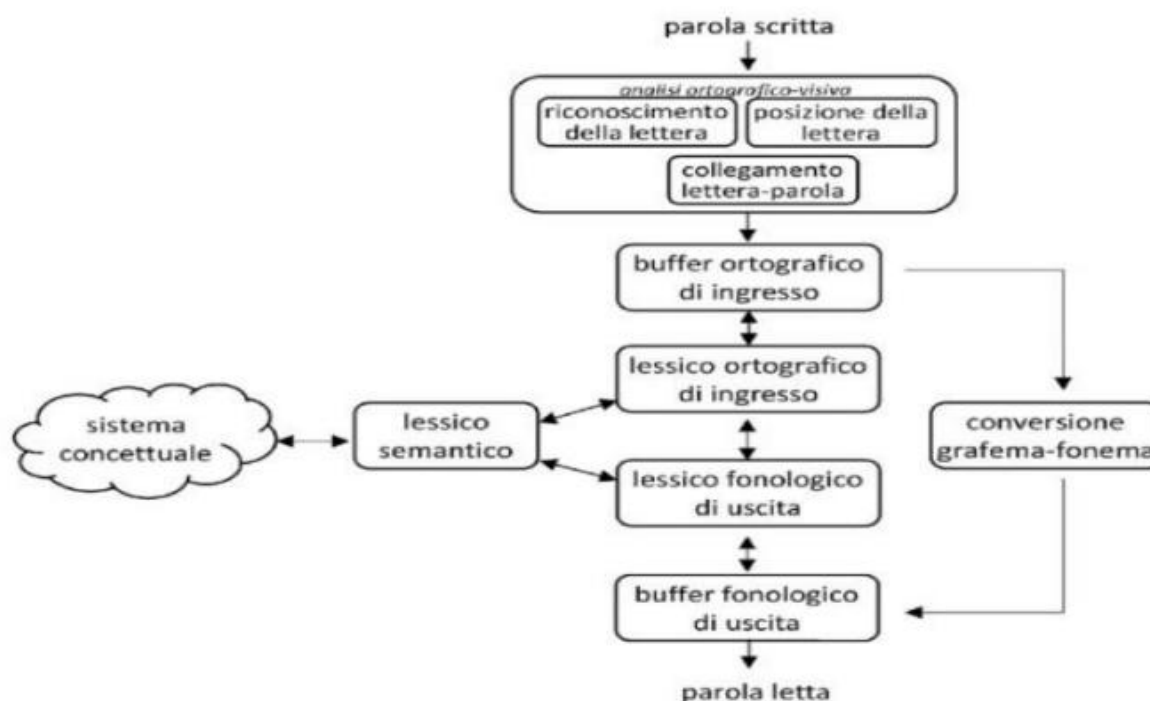 parola scritta
analisi ortografico-visiva
riconoscimento
della lettera
posizione della
lettera
collegamento
lettera-parola
buffer ortografico
di ingresso
lessico ortografico
di ingresso
sistema
concettuale
lessico
semantico
conversione
grafema-fonema
lessico fonologico
di uscita
buffer fonologico
di uscita
parola letta